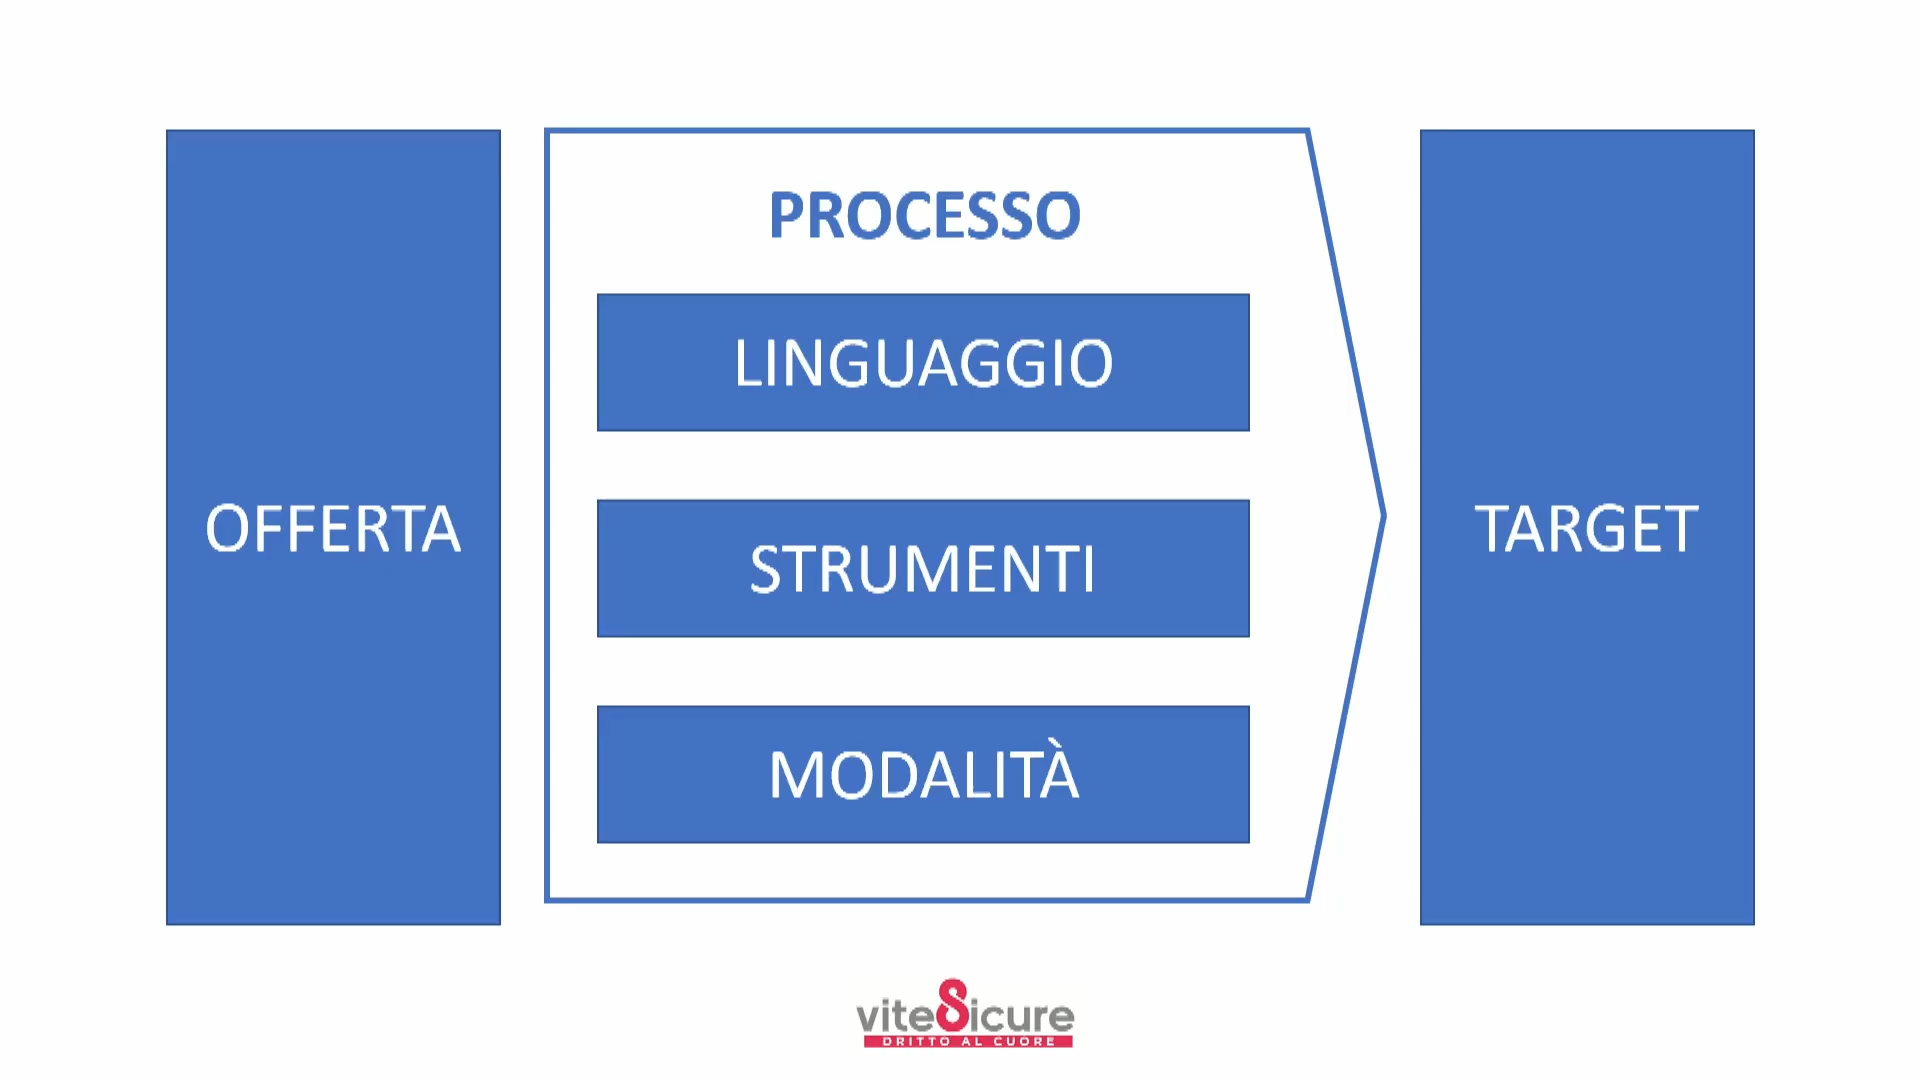 OFFERTA
PROCESSO
LINGUAGGIO
STRUMENTI
MODALITÀ
TARGET
viteSicure
DRITTO AL CUORE